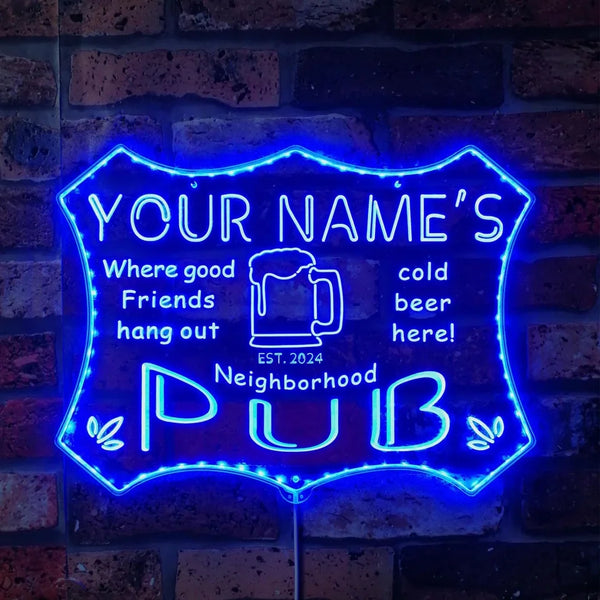 YOUR NAME'S
Where good
Friends
hang out
cold
beer
here!
EST. 2024
Neighborhood
PUB